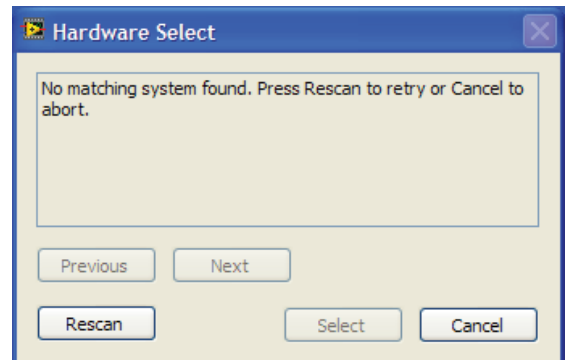 Hardware Select
No matching system found. Press Rescan to retry or Cancel to
abort.
Previous Next
Rescan Select Cancel